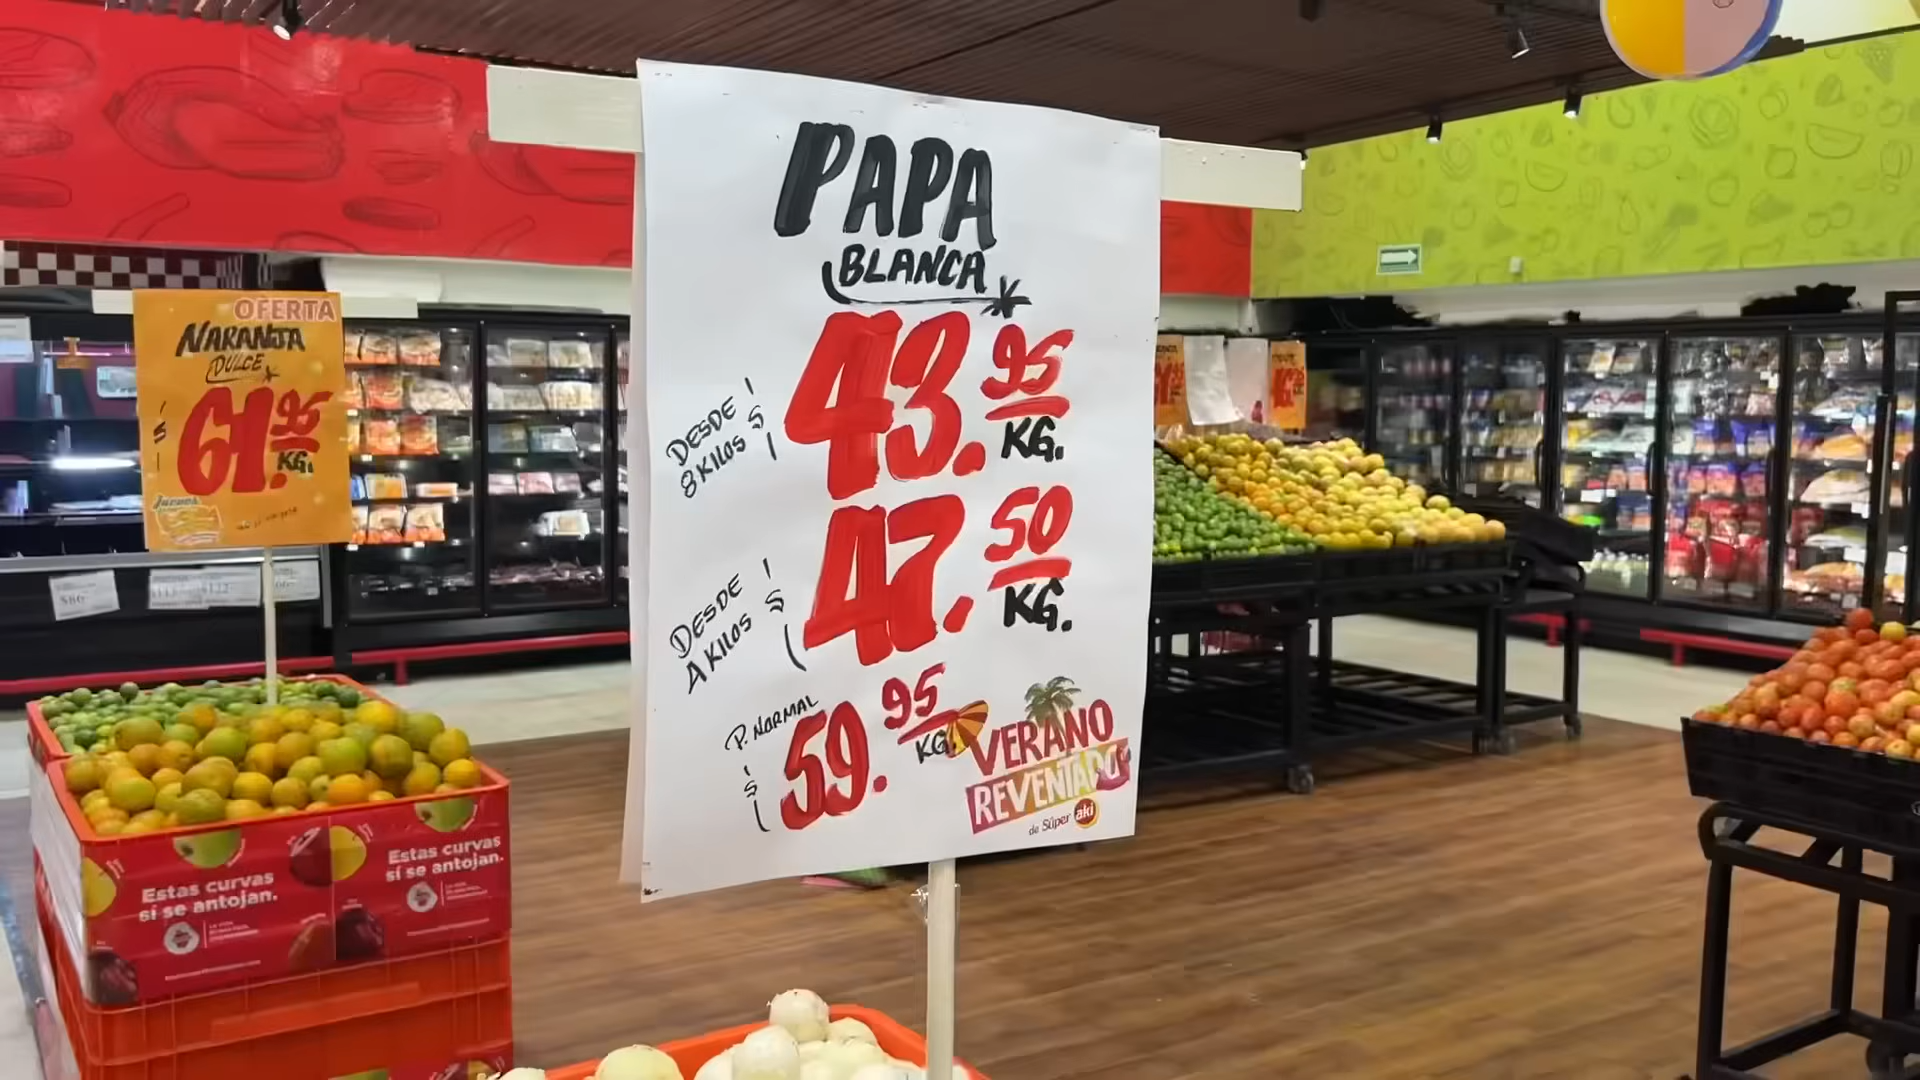 PAPA
BLANCA
DESDE
8 KILOS
$ 43.95
KG.
DESDE
4 KILOS
$ 47.50
KG.
P. NORMAL
$ 59.95
KG.
VERANO
REVENTADO
de Súper aki
OFERTA
NARANJA
DULCE
$ 61.95
KG.
Jueves
Estas curvas
sí se antojan.
Estas curvas
sí se antojan.